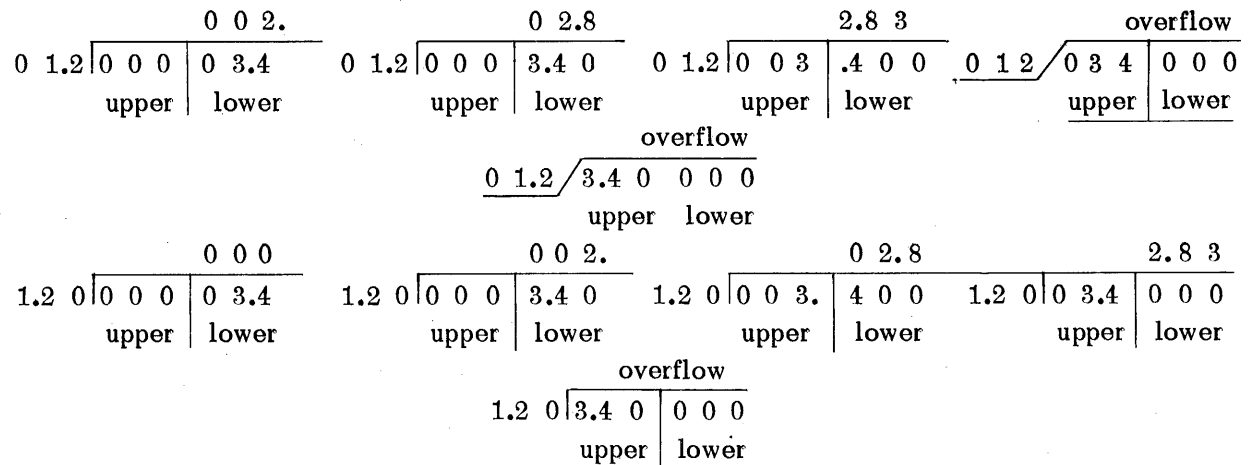 0 0 2. 0 2.8 2.8 3 overflow
0 1.2 0 0 0 0 3.4 0 1.2 0 0 0 3.4 0 0 1.2 0 0 3 .4 0 0 0 1 2 0 3 4 0 0 0
upper lower upper lower upper lower upper lower
overflow
0 1.2 3.4 0 0 0 0
upper lower
0 0 0 0 0 2. 0 2.8 2.8 3
1.2 0 0 0 0 0 3.4 1.2 0 0 0 0 3.4 0 1.2 0 0 0 3. 4 0 0 1.2 0 0 3.4 0 0 0
upper lower upper lower upper lower upper lower
overflow
1.2 0 3.4 0 0 0 0
upper lower